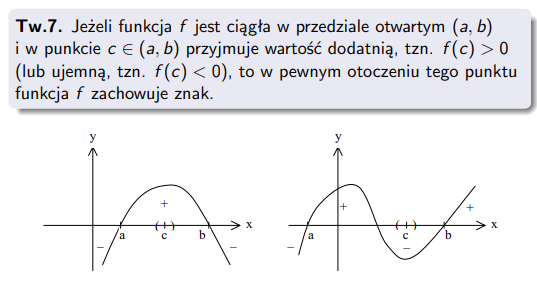 Tw.7. Jeżeli funkcja f jest ciągła w przedziale otwartym (a, b)
i w punkcie c ∈ (a, b) przyjmuje wartość dodatnią, tzn. f(c) > 0
(lub ujemną, tzn. f(c) < 0), to w pewnym otoczeniu tego punktu
funkcja f zachowuje znak.
y
+
( + )
x
a
c
b
−
−
y
+
+
( + )
x
a
c
b
−
−